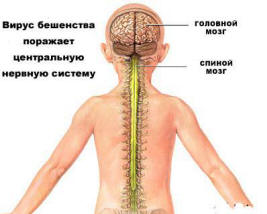 Вирус бешенства
поражает
центральную
нервную систему
головной
мозг
спиной
мозг